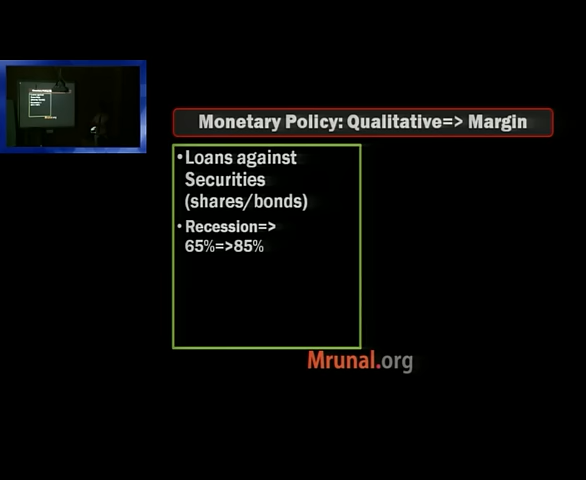 Monetary Policy: Qualitative=> Margin
•Loans against
Securities
(shares/bonds)
• Recession=>
65%=>85%
Mrunal.org